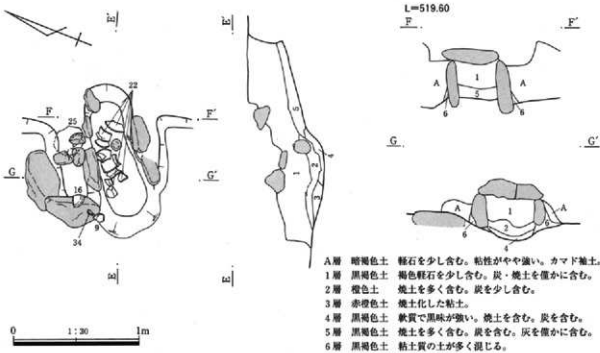 L=519.60
E'
E'
F
F'
22
25
F
F'
A
1
A
5
6
6
5
G
G'
G
G'
1
2
4
3
16
34
9
A
1
A
6
2
6
4
E
E
A層 暗褐色土 軽石を少し含む。粘性がやや強い。カマド袖土。
1層 黒褐色土 褐色軽石を少し含む。炭・焼土を僅かに含む。
2層 橙色土 焼土を多く含む。炭を少し含む。
3層 赤橙色土 焼土化した粘土。
4層 黒褐色土 軟質で黒味が強い。焼土を含む。炭を含む。
5層 黒褐色土 焼土を多く含む。炭を含む。灰を僅かに含む。
6層 黒褐色土 粘土質の土が多く混じる。
0 1:30 1m